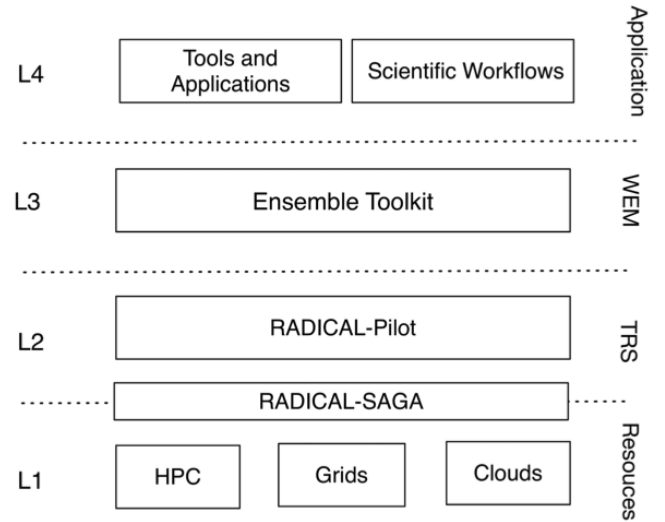 L4
Tools and
Applications
Scientific Workflows
Application
L3
Ensemble Toolkit
WEM
L2
RADICAL-Pilot
TRS
RADICAL-SAGA
L1
HPC
Grids
Clouds
Resouces